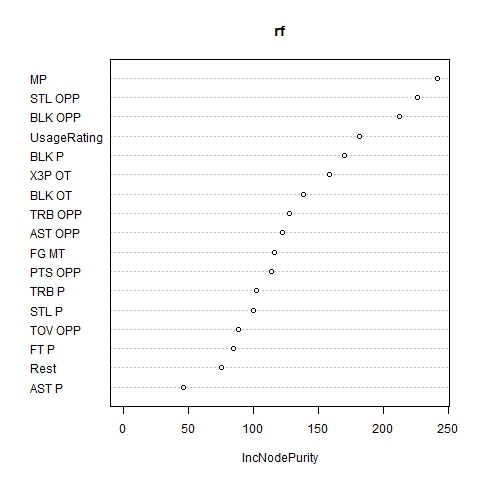 rf
MP
STL OPP
BLK OPP
UsageRating
BLK P
X3P OT
BLK OT
TRB OPP
AST OPP
FG MT
PTS OPP
TRB P
STL P
TOV OPP
FT P
Rest
AST P
0 50 100 150 200 250
IncNodePurity